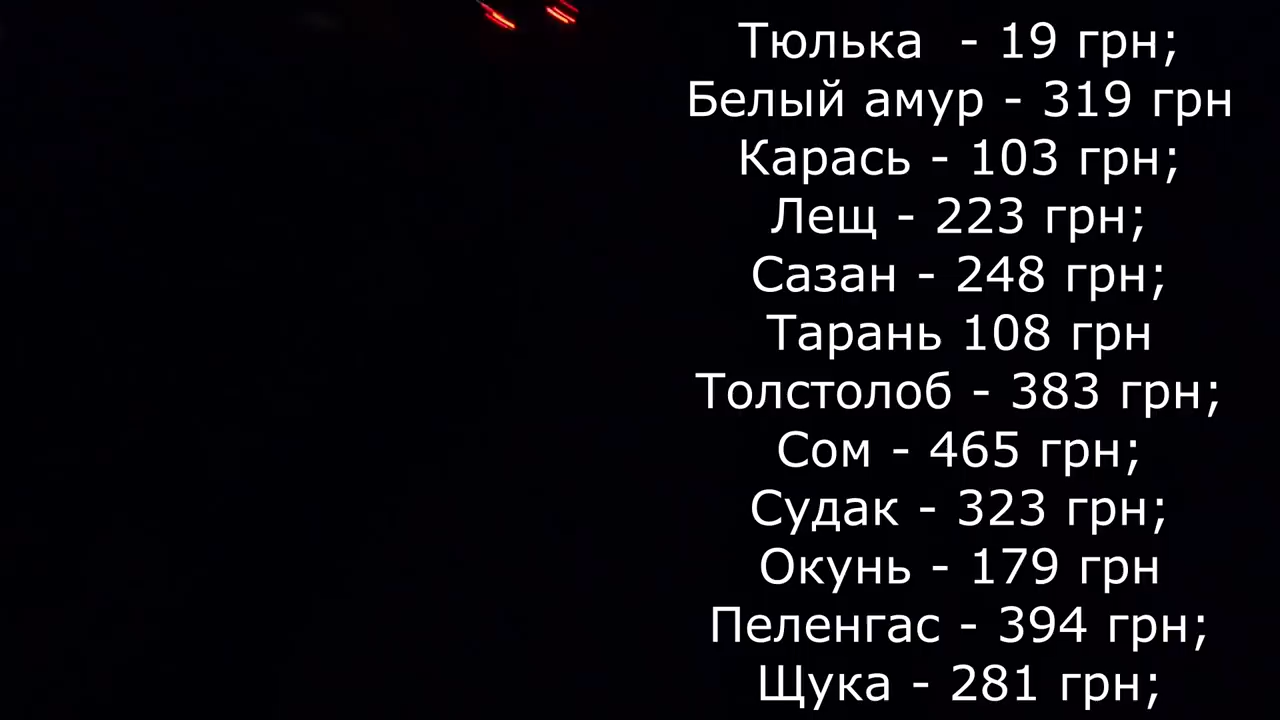 Тюлька - 19 грн;
Белый амур - 319 грн
Карась - 103 грн;
Лещ - 223 грн;
Сазан - 248 грн;
Тарань 108 грн
Толстолоб - 383 грн;
Сом - 465 грн;
Судак - 323 грн;
Окунь - 179 грн
Пеленгас - 394 грн;
Щука - 281 грн;